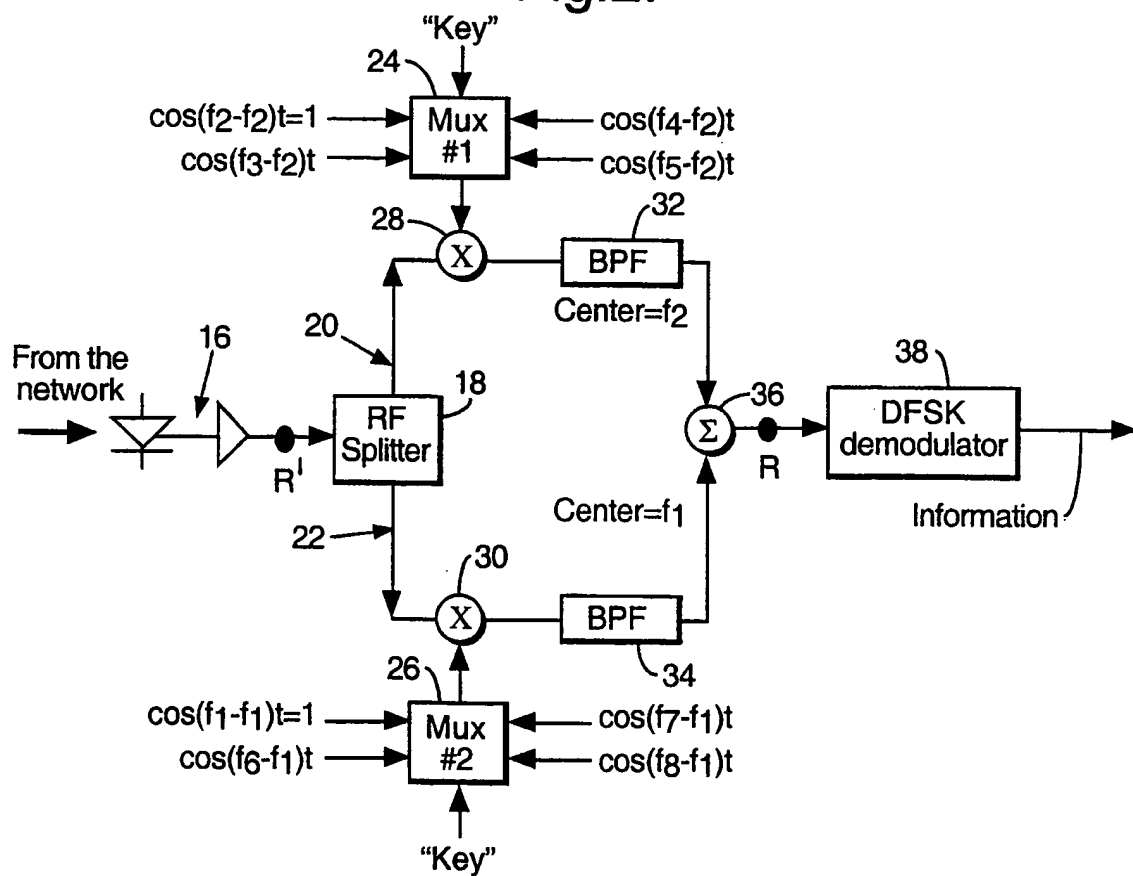 Fig.2.
"Key"
24
cos(f2-f2)t=1
Mux
#1
cos(f4-f2)t
cos(f3-f2)t
cos(f5-f2)t
28
X
32
BPF
Center=f2
From the
network
16
20
18
RF
Splitter
R'
36
Σ
R
38
DFSK
demodulator
Information
22
Center=f1
30
X
BPF
34
26
cos(f1-f1)t=1
Mux
#2
cos(f7-f1)t
cos(f6-f1)t
cos(f8-f1)t
"Key"